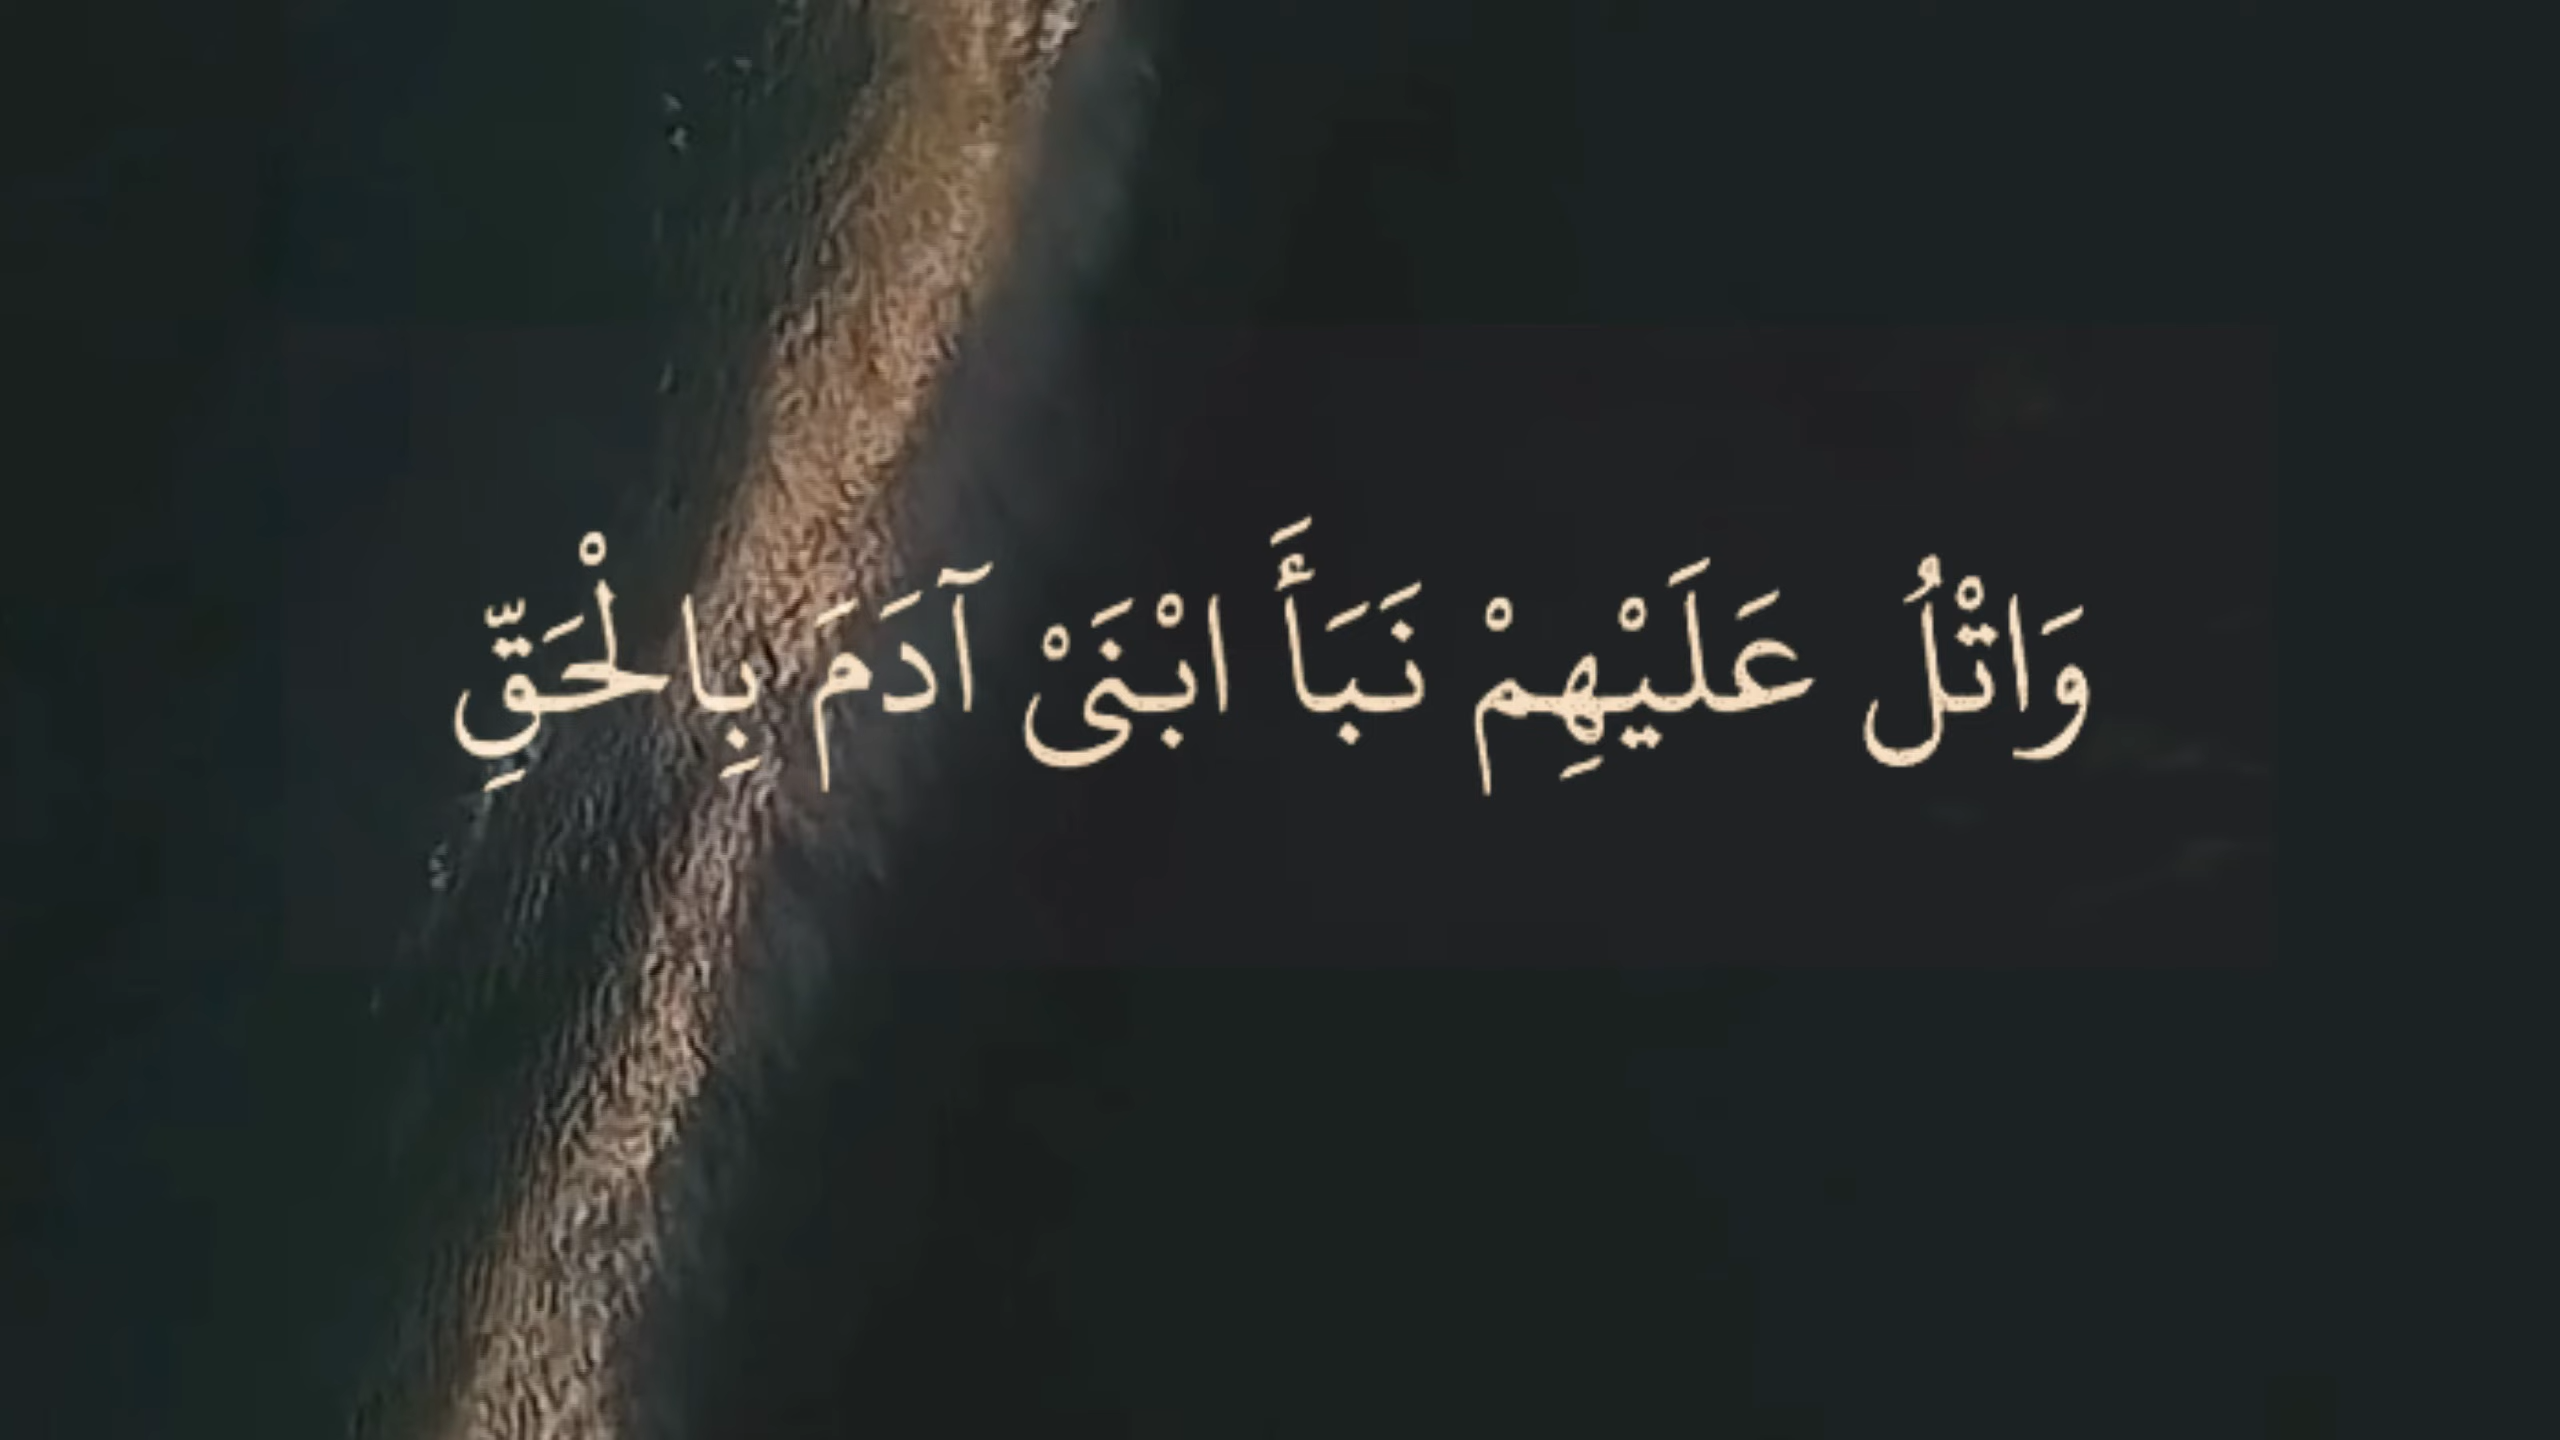 وَاتْلُ عَلَيْهِمْ نَبَأَ ابْنَىْ آدَمَ بِالْحَقِّ